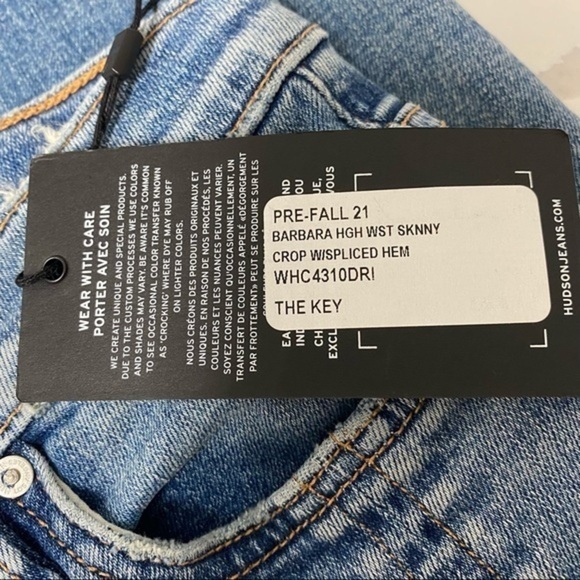 WEAR WITH CARE
PORTER AVEC SOIN
WE CREATE UNIQUE AND SPECIAL PRODUCTS.
DUE TO THE CUSTOM PROCESSES WE USE COLORS
AND SHADES MAY VARY. BE AWARE IT'S COMMON
TO SEE OCCASIONAL COLOR TRANSFER KNOWN
AS 'CROCKING' WHERE DYE MAY RUB OFF
ON LIGHTER COLORS.
NOUS CRÉONS DES PRODUITS ORIGINAUX ET
UNIQUES. EN RAISON DE NOS PROCÉDÉS, LES
COULEURS ET LES NUANCES PEUVENT VARIER.
SOYEZ CONSCIENT QU'OCCASIONNELLEMENT, UN
TRANSFERT DE COULEURS APPELÉ «DÉGORGEMENT
PAR FROTTEMENT» PEUT SE PRODUIRE SUR LES
PRE-FALL 21
BARBARA HGH WST SKNNY
CROP W/SPLICED HEM
WHC4310DRI
THE KEY
HUDSONJEANS.COM